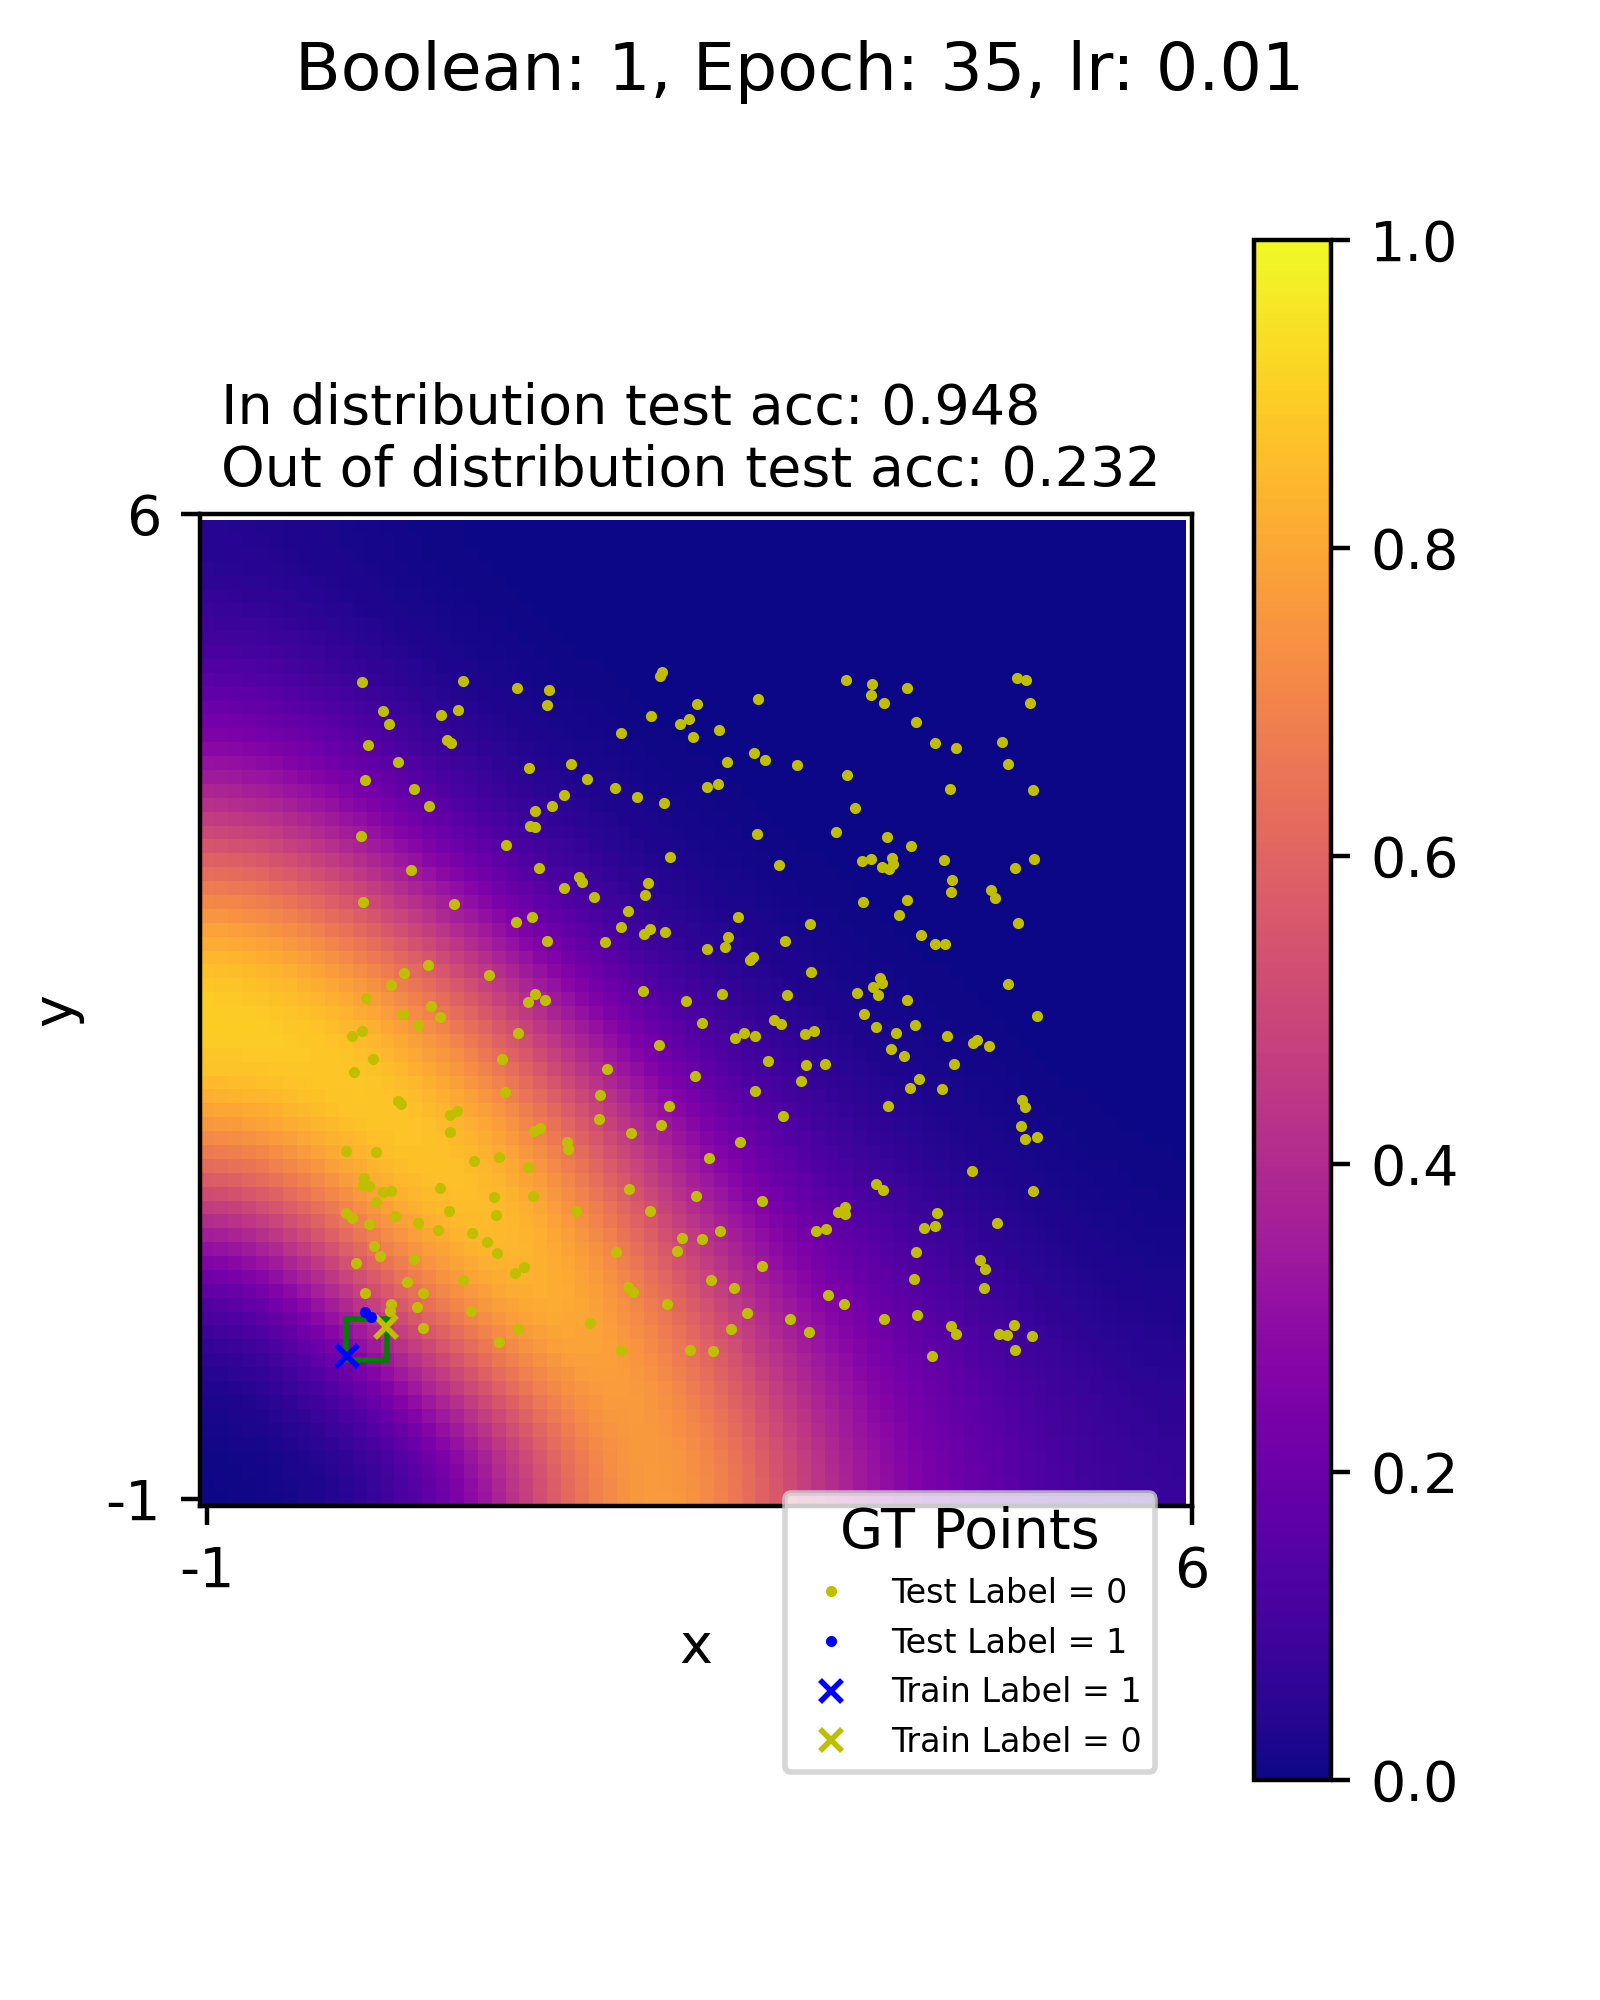 Boolean: 1, Epoch: 35, lr: 0.01
In distribution test acc: 0.948
Out of distribution test acc: 0.232
6
y
-1
-1
6
x
GT Points
Test Label = 0
Test Label = 1
Train Label = 1
Train Label = 0
1.0
0.8
0.6
0.4
0.2
0.0